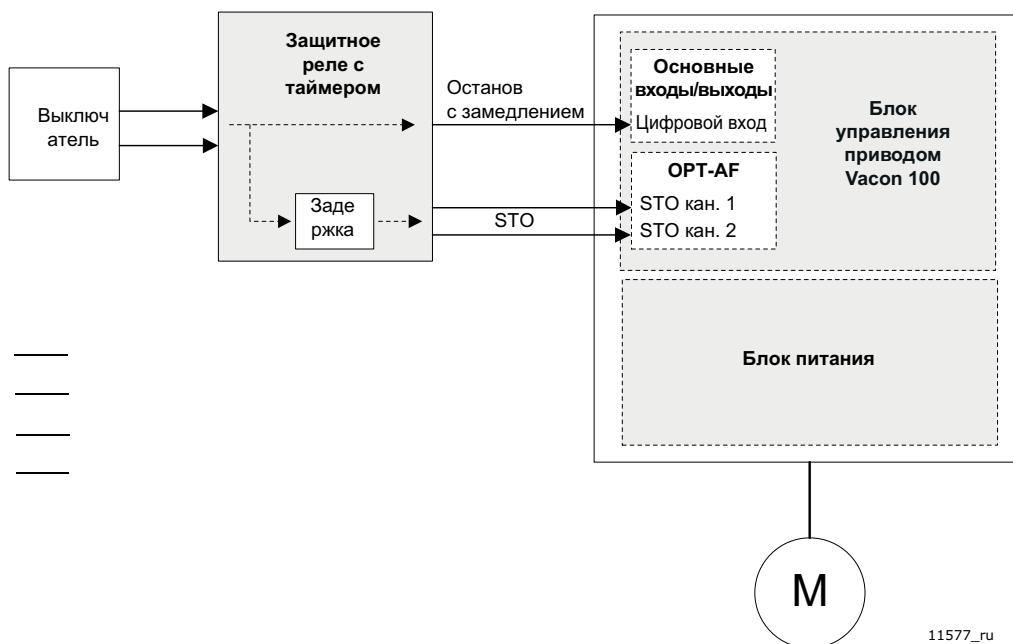 Выключ
атель
Защитное
реле с
таймером
Заде
ржка
Останов
с замедлением
STO
Основные
входы/выходы
Цифровой вход
OPT-AF
STO кан. 1
STO кан. 2
Блок
управления
приводом
Vacon 100
Блок питания
M
11577_ru